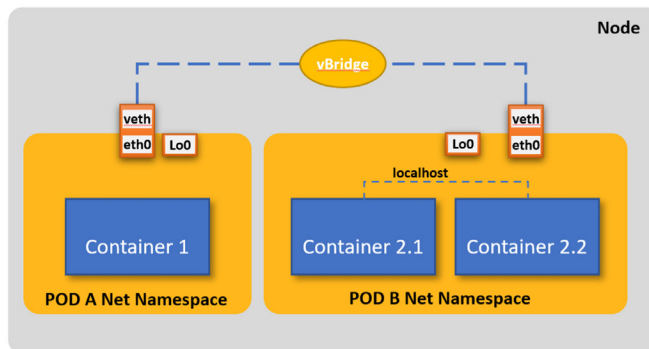 Node
vBridge
veth
eth0
Lo0
Lo0
veth
eth0
localhost
Container 1
Container 2.1
Container 2.2
POD A Net Namespace
POD B Net Namespace